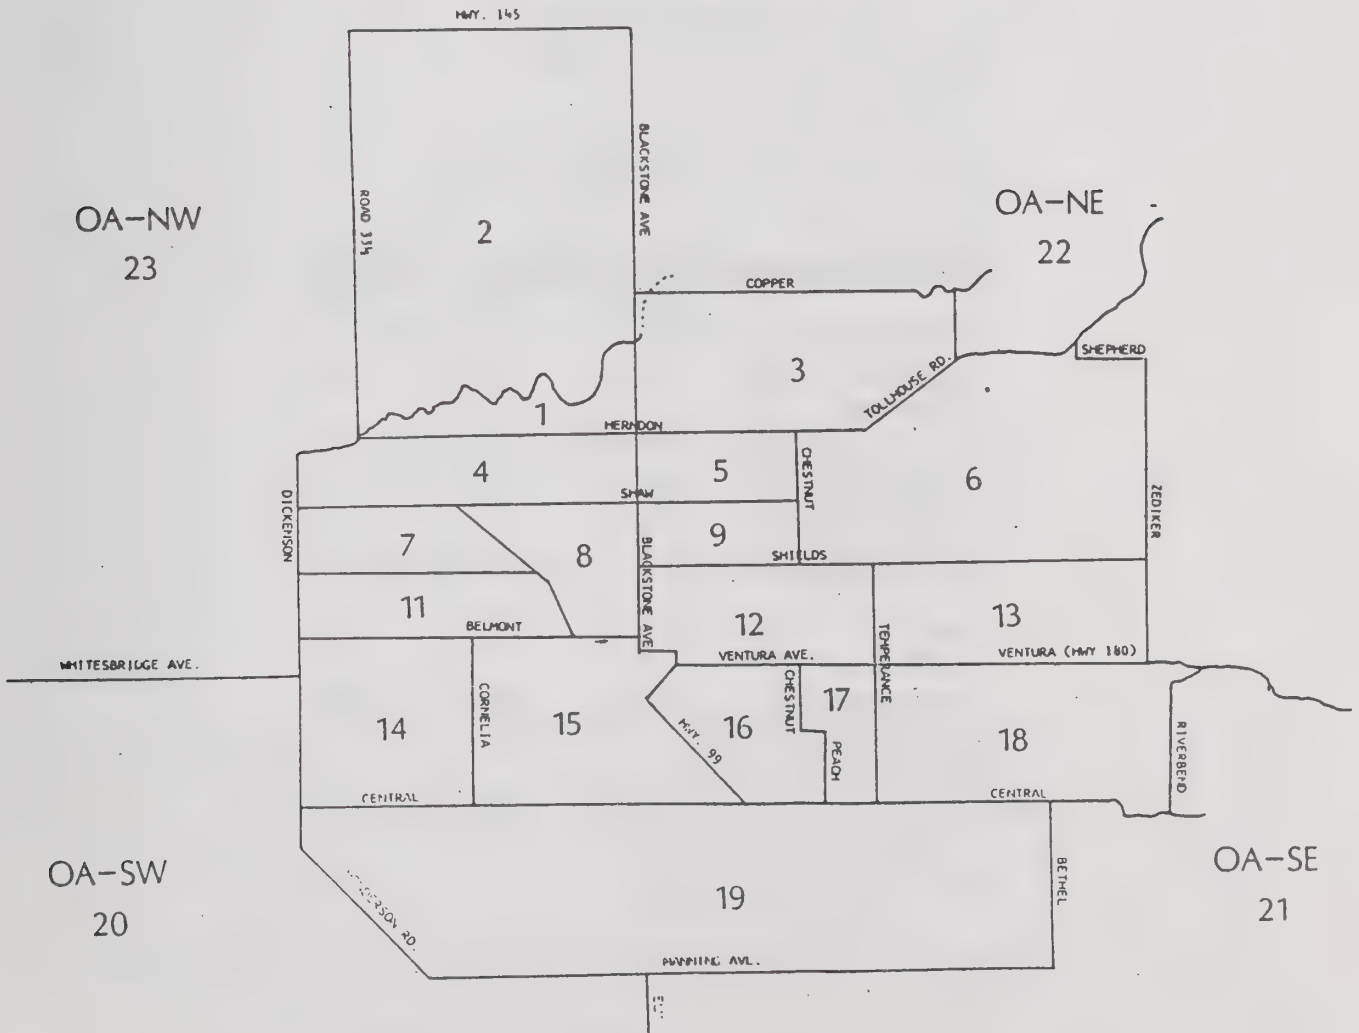 HWY. 145
ROAD 33½
BLACKSTONE AVE
OA-NW
23
2
OA-NE
22
COPPER
3
TOLLHOUSE RD.
SHEPHERD
1
HERNDON
4
5
CHESTNUT
6
ZEDIKER
DICKENSON
SHAW
7
8
9
SHIELDS
BLACKSTONE AVE
11
BELMONT
12
TEMPERANCE
13
WHITESBRIDGE AVE.
VENTURA AVE.
VENTURA (HWY 180)
14
CORNELIA
15
HWY. 99
16
CHESTNUT
17
PEACH
18
RIVERBEND
CENTRAL
CENTRAL
OA-SW
20
RD.
19
BETHEL
OA-SE
21
MANNING AVE.